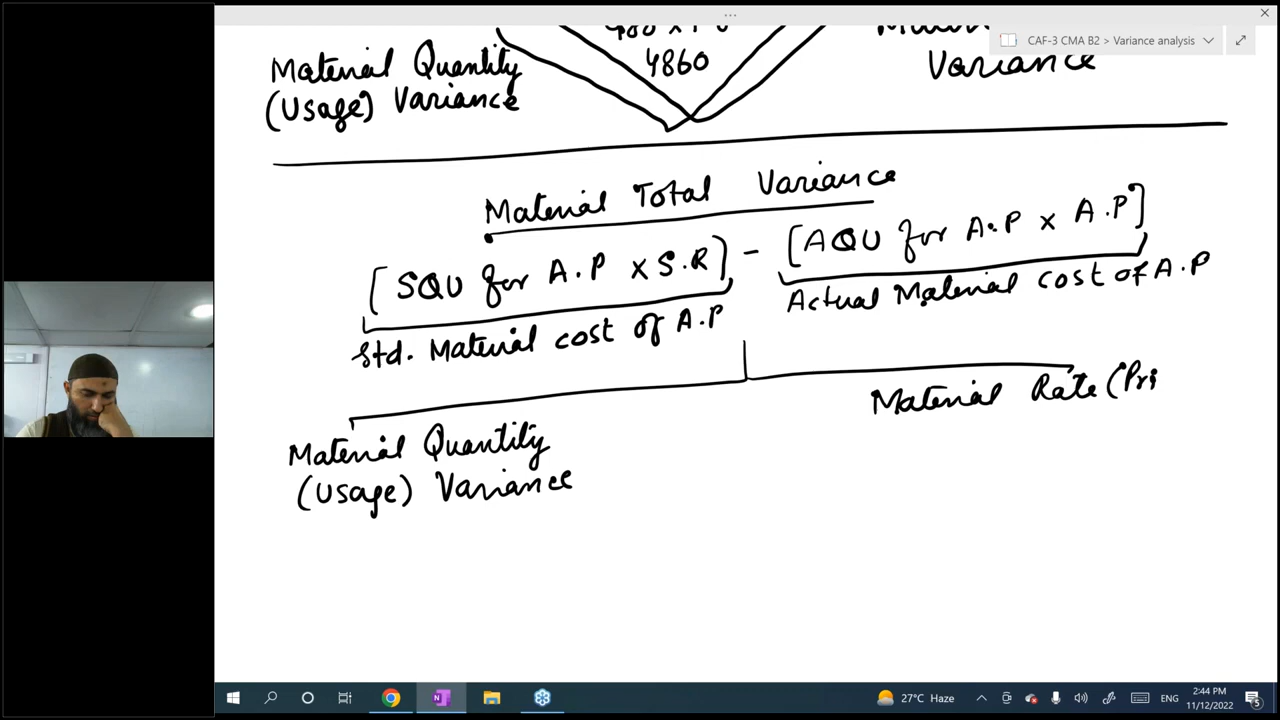 CAF-3 CMA B2 > Variance analysis
4860
Material Quantity
(Usage) Variance
Variance
Material Total Variance
[SQU for A.P x S.R] - [AQU for A.P x A.P]
Std. Material cost of A.P
Actual Material cost of A.P
Material Quantity
(Usage) Variance
Material Rate (Pri
27°C Haze
ENG
2:44 PM
11/12/2022
5